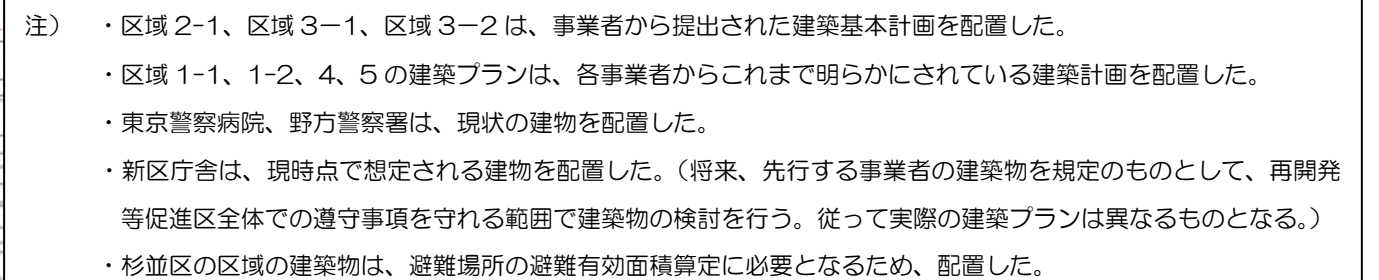 注）　・区域 2-1、区域 3－1、区域 3－2 は、事業者から提出された建築基本計画を配置した。
・区域 1-1、1-2、4、5 の建築プランは、各事業者からこれまで明らかにされている建築計画を配置した。
・東京警察病院、野方警察署は、現状の建物を配置した。
・新区庁舎は、現時点で想定される建物を配置した。（将来、先行する事業者の建築物を規定のものとして、再開発
等促進区全体での遵守事項を守れる範囲で建築物の検討を行う。従って実際の建築プランは異なるものとなる。）
・杉並区の区域の建築物は、避難場所の避難有効面積算定に必要となるため、配置した。